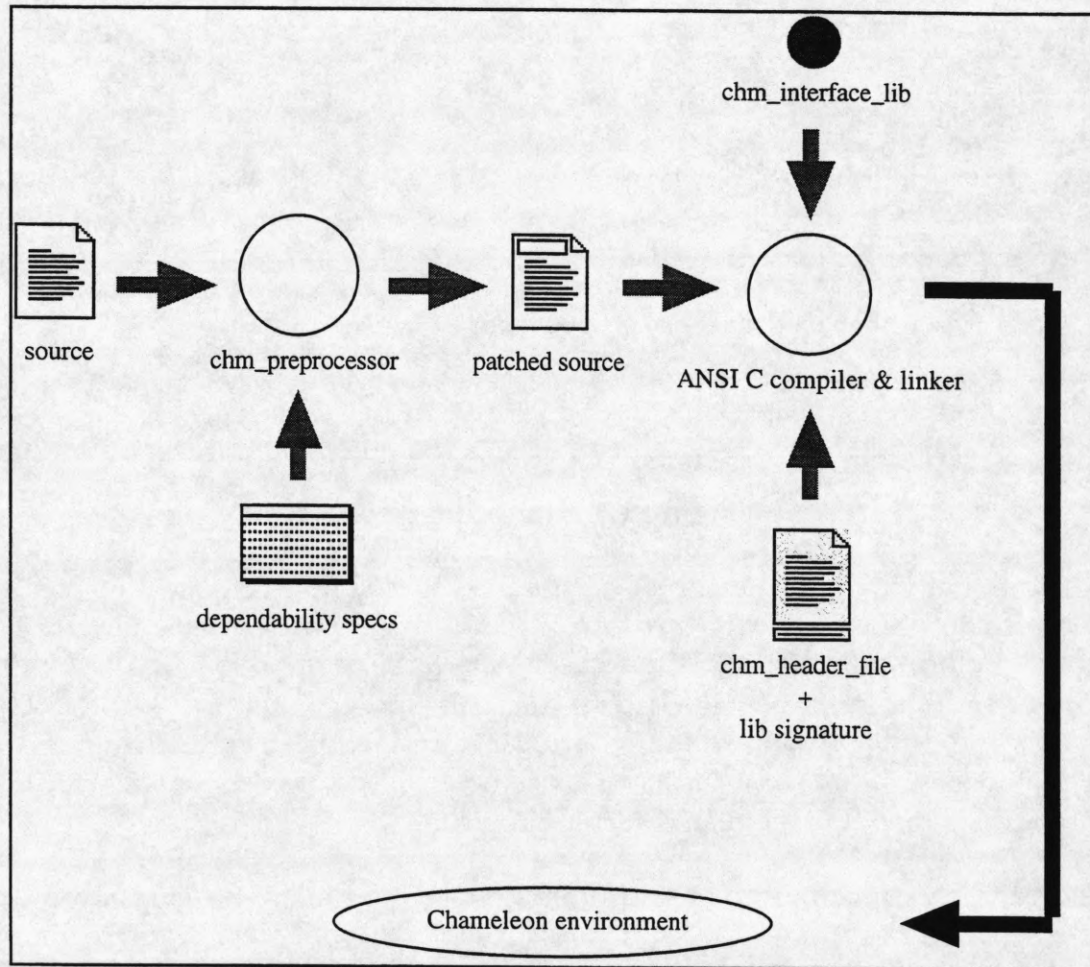 chm_interface_lib
source
chm_preprocessor
patched source
ANSI C compiler & linker
dependability specs
chm_header_file
+
lib signature
Chameleon environment